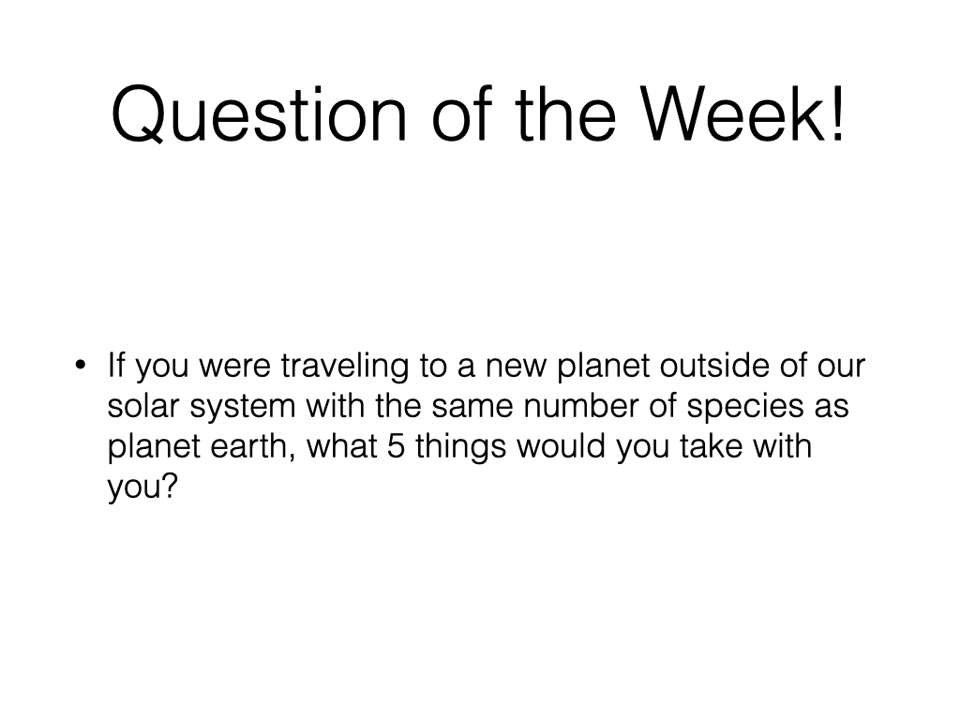 Question of the Week!
• If you were traveling to a new planet outside of our
solar system with the same number of species as
planet earth, what 5 things would you take with
you?